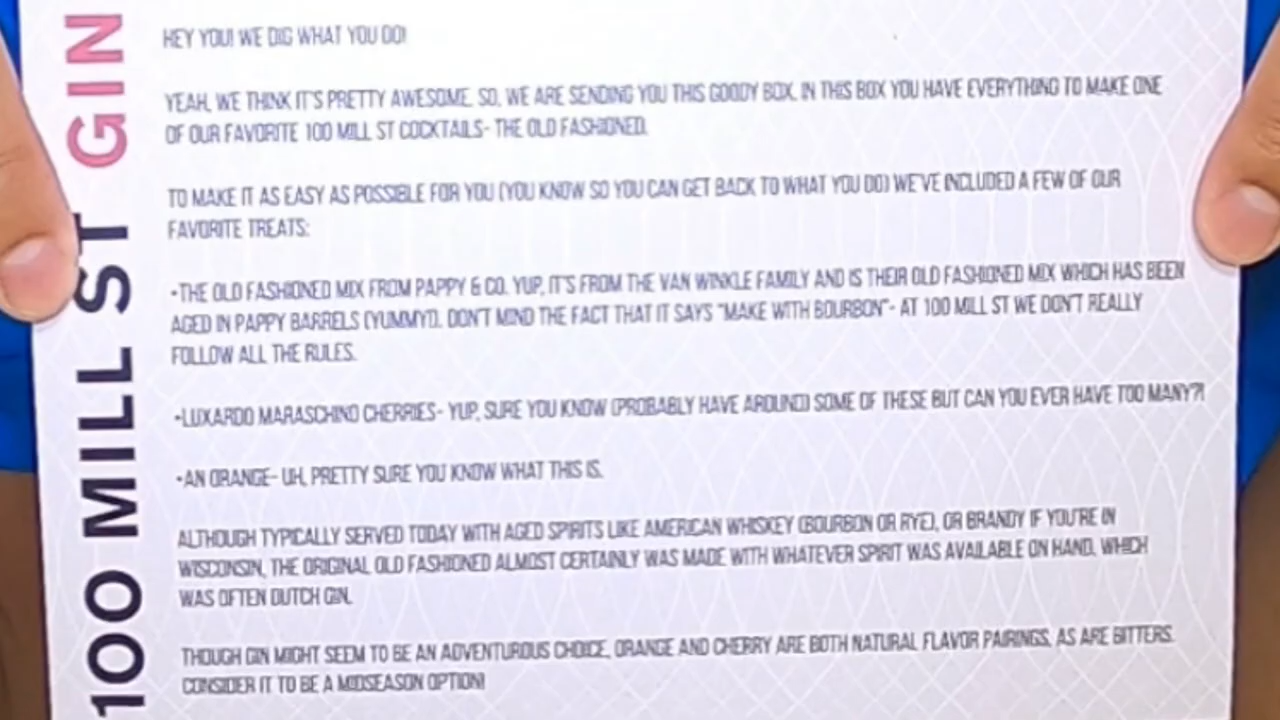 100 MILL ST GIN
HEY YOU! WE DIG WHAT YOU DO!
YEAH, WE THINK IT'S PRETTY AWESOME. SO, WE ARE SENDING YOU THIS GOODY BOX. IN THIS BOX YOU HAVE EVERYTHING TO MAKE ONE
OF OUR FAVORITE 100 MILL ST COCKTAILS- THE OLD FASHIONED.
TO MAKE IT AS EASY AS POSSIBLE FOR YOU (YOU KNOW SO YOU CAN GET BACK TO WHAT YOU DO) WE'VE INCLUDED A FEW OF OUR
FAVORITE TREATS:
•THE OLD FASHIONED MIX FROM PAPPY & CO. YUP, IT'S FROM THE VAN WINKLE FAMILY AND IS THEIR OLD FASHIONED MIX WHICH HAS BEEN
AGED IN PAPPY BARRELS (YUMMY!). DON'T MIND THE FACT THAT IT SAYS "MAKE WITH BOURBON"- AT 100 MILL ST WE DON'T REALLY
FOLLOW ALL THE RULES.
•LUXARDO MARASCHINO CHERRIES- YUP, SURE YOU KNOW (PROBABLY HAVE AROUND) SOME OF THESE BUT CAN YOU EVER HAVE TOO MANY?!
•AN ORANGE- UH, PRETTY SURE YOU KNOW WHAT THIS IS.
ALTHOUGH TYPICALLY SERVED TODAY WITH AGED SPIRITS LIKE AMERICAN WHISKEY (BOURBON OR RYE), OR BRANDY IF YOU'RE IN
WISCONSIN, THE ORIGINAL OLD FASHIONED ALMOST CERTAINLY WAS MADE WITH WHATEVER SPIRIT WAS AVAILABLE ON HAND, WHICH
WAS OFTEN DUTCH GIN.
THOUGH GIN MIGHT SEEM TO BE AN ADVENTUROUS CHOICE, ORANGE AND CHERRY ARE BOTH NATURAL FLAVOR PAIRINGS, AS ARE BITTERS.
CONSIDER IT TO BE A MIDSEASON OPTION!